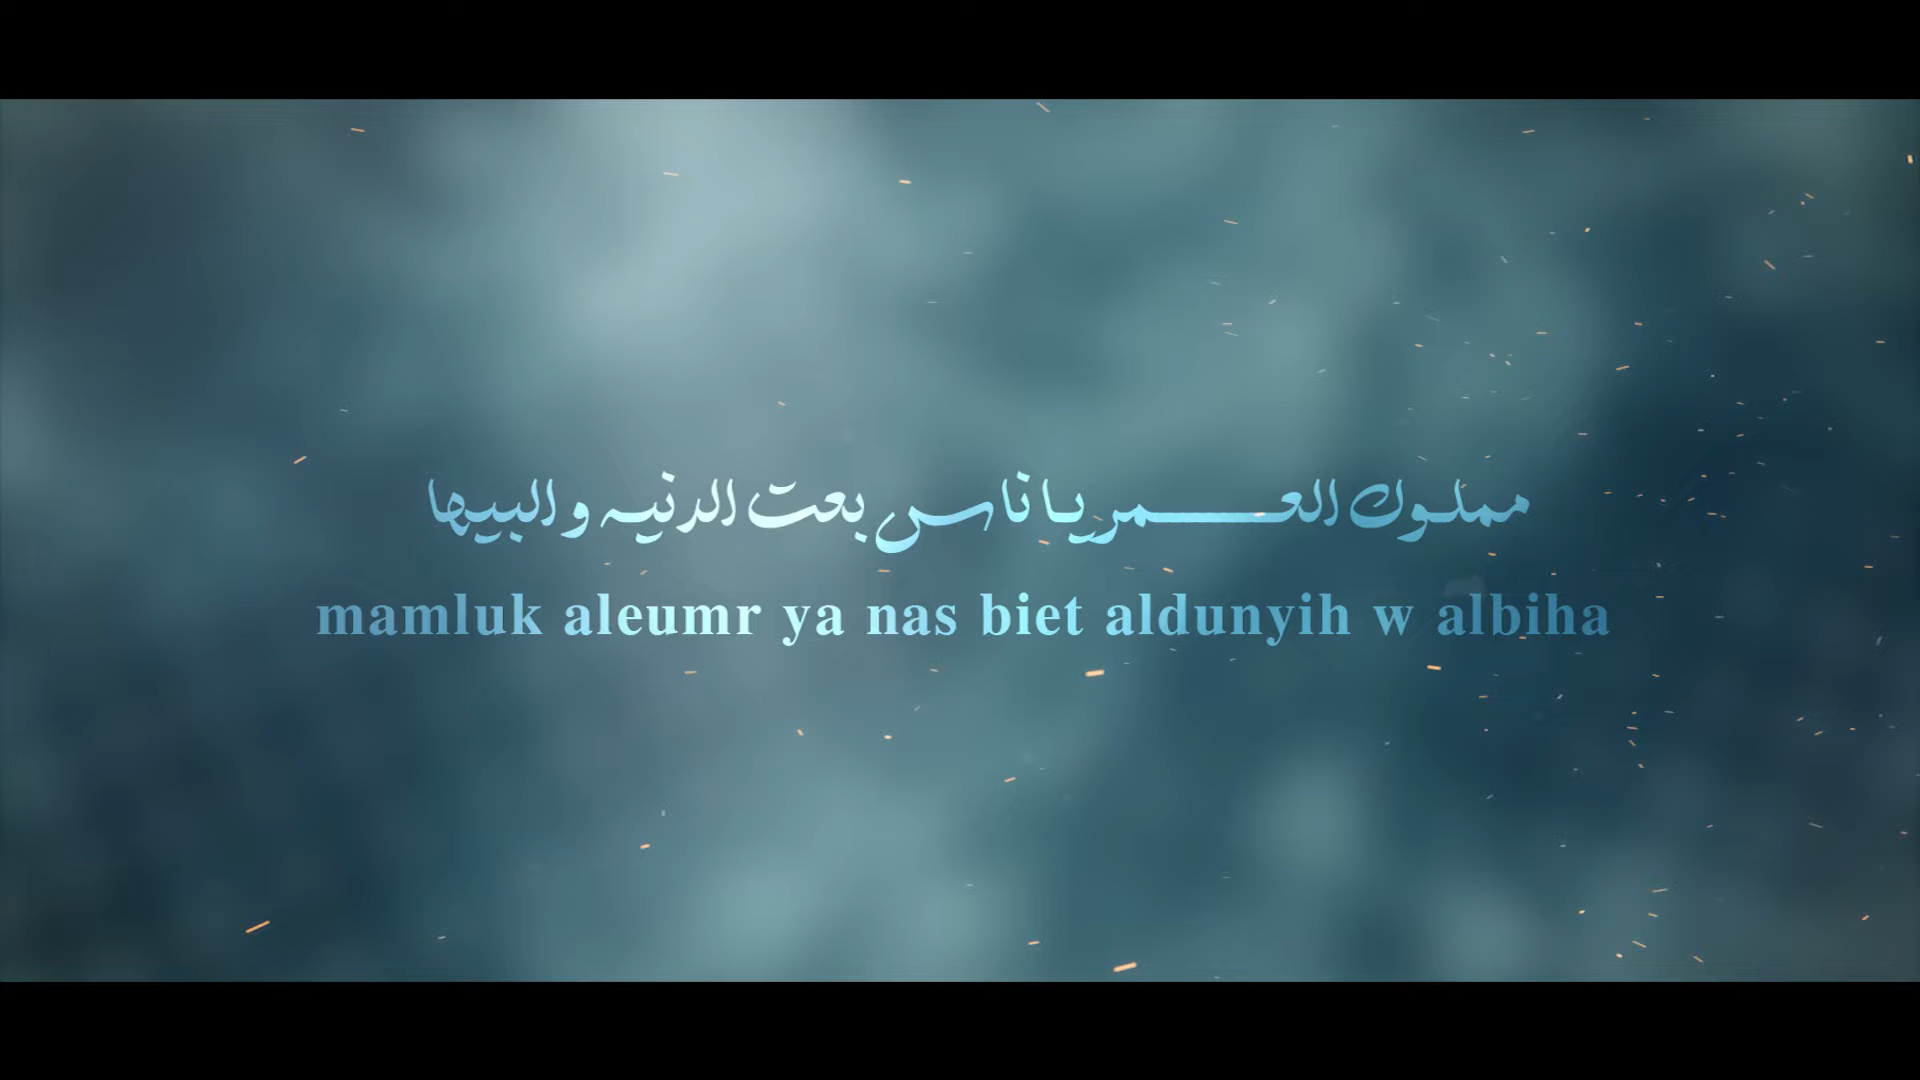 مملوك العمر يا ناس بعت الدنيه و البيها
mamluk aleumr ya nas biet aldunyih w albiha